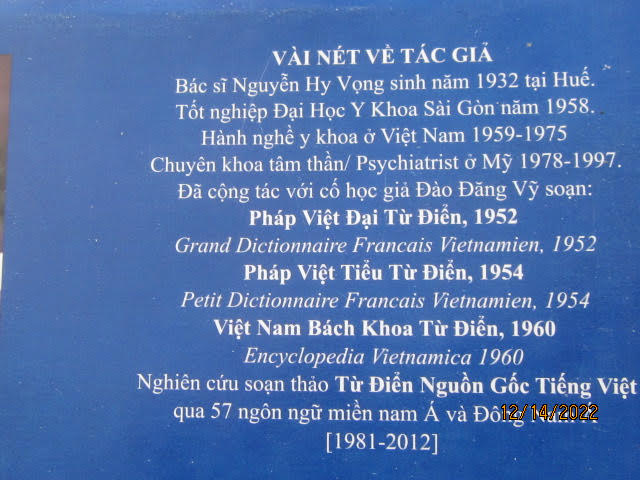 VÀI NÉT VỀ TÁC GIẢ
Bác sĩ Nguyễn Hy Vọng sinh năm 1932 tại Huế.
Tốt nghiệp Đại Học Y Khoa Sài Gòn năm 1958.
Hành nghề y khoa ở Việt Nam 1959-1975
Chuyên khoa tâm thần/ Psychiatrist ở Mỹ 1978-1997.
Đã cộng tác với cố học giả Đào Đăng Vỹ soạn:
Pháp Việt Đại Từ Điển, 1952
Grand Dictionnaire Francais Vietnamien, 1952
Pháp Việt Tiểu Từ Điển, 1954
Petit Dictionnaire Francais Vietnamien, 1954
Việt Nam Bách Khoa Từ Điển, 1960
Encyclopedia Vietnamica 1960
Nghiên cứu soạn thảo Từ Điển Nguồn Gốc Tiếng Việt
qua 57 ngôn ngữ miền nam Á và Đông
12/14/2022
[1981-2012]